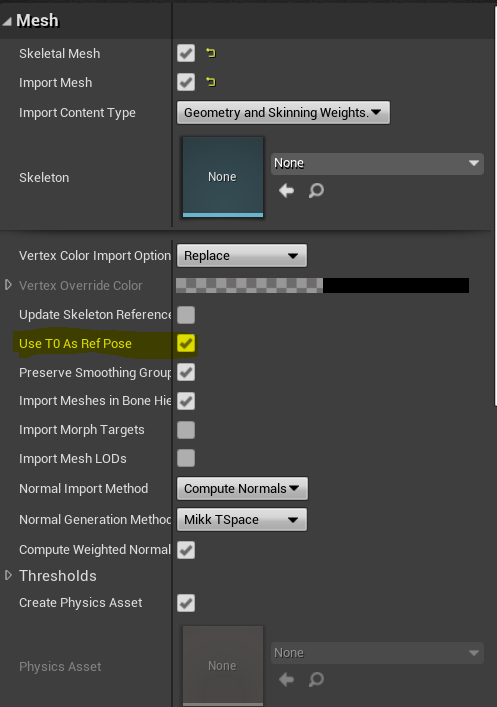 Mesh
Skeletal Mesh
Import Mesh
Import Content Type Geometry and Skinning Weights.
None
None
Skeleton
Vertex Color Import Option Replace
Vertex Override Color
Update Skeleton Reference
Use T0 As Ref Pose
Preserve Smoothing Group
Import Meshes in Bone Hie
Import Morph Targets
Import Mesh LODs
Normal Import Method Compute Normals
Normal Generation Method Mikk TSpace
Compute Weighted Normal
Thresholds
Create Physics Asset
None
Physics Asset None